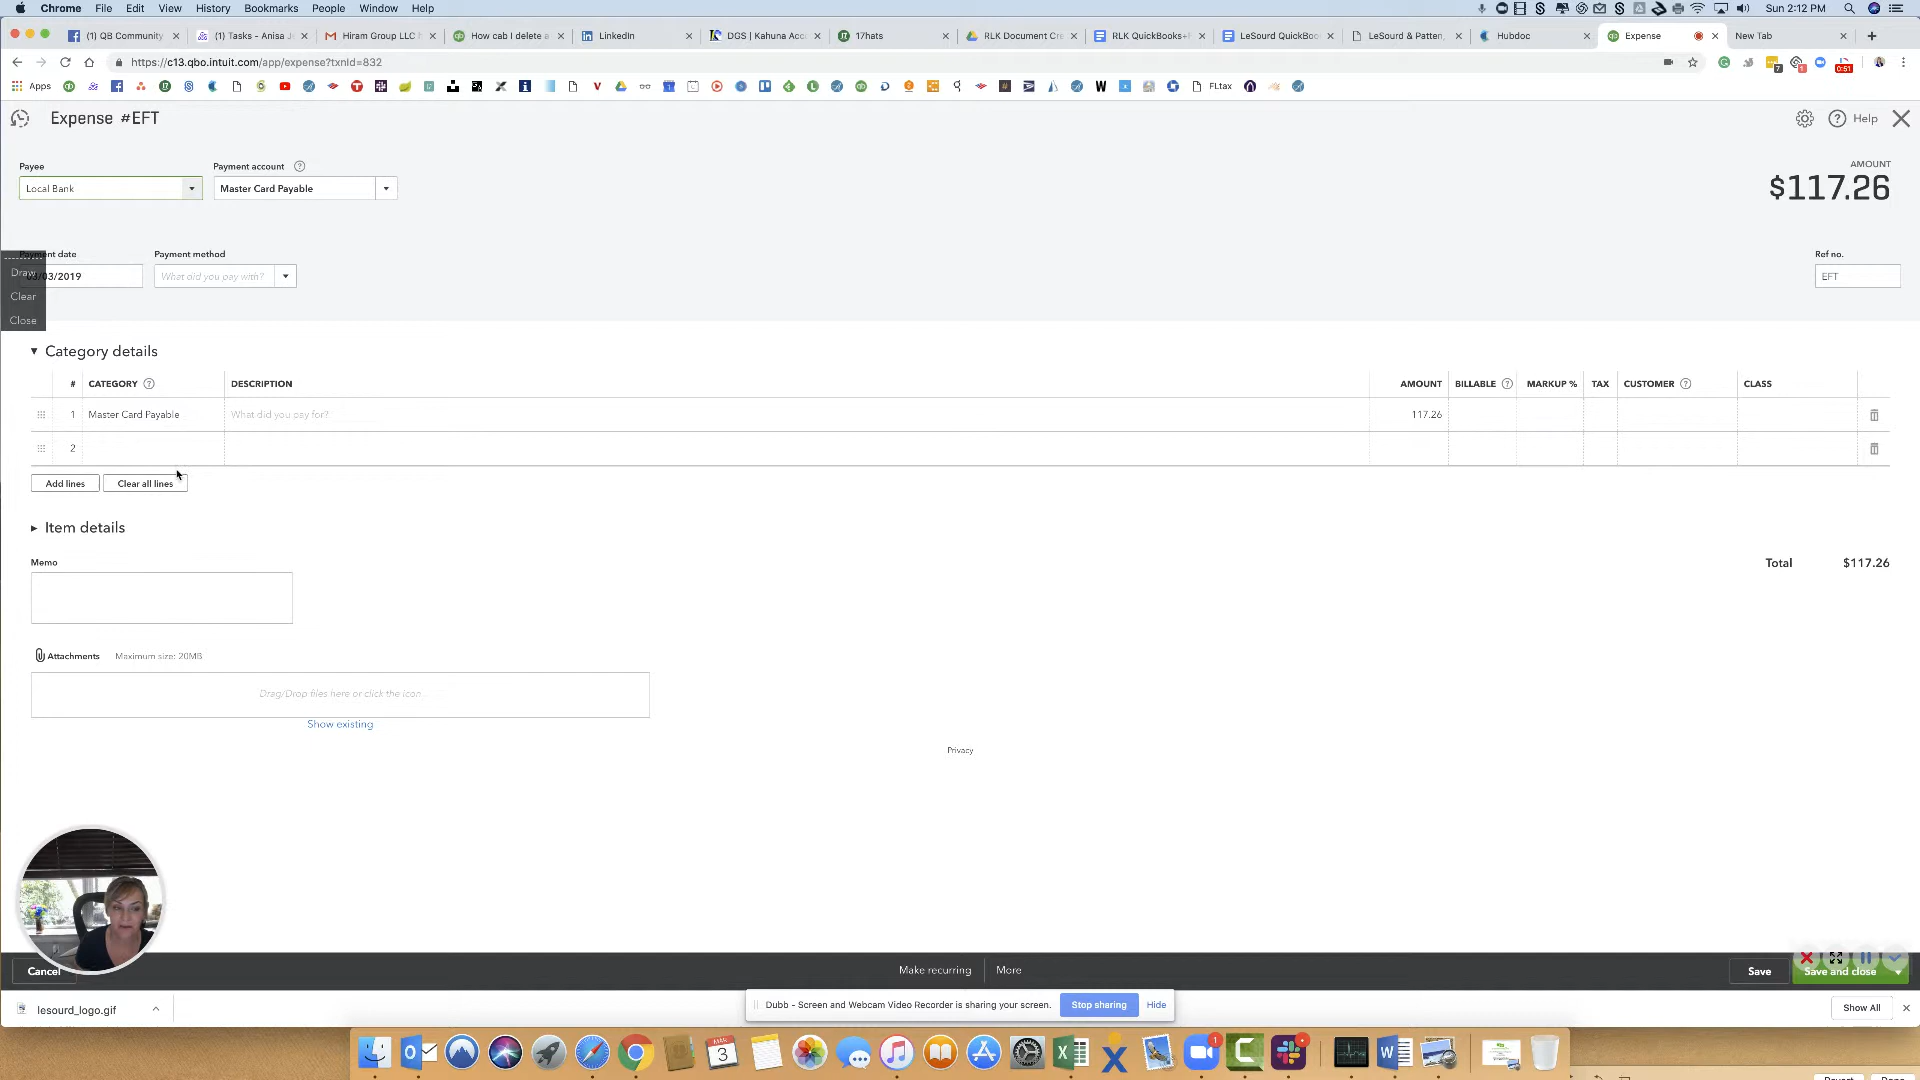 Chrome File Edit View History Bookmarks People Window Help Sun 2:12 PM
(1) QB Community (1) Tasks - Anisa J Hiram Group LLC How cab I delete a LinkedIn DGS | Kahuna Acc 17hats RLK Document Cre RLK QuickBooks+ LeSourd QuickBoo LeSourd & Patten, Hubdoc Expense New Tab
https://c13.qbo.intuit.com/app/expense?txnId=832
Apps FLtax
0:51
Expense #EFT
Help
Payee
Payment account
AMOUNT
Local Bank
Master Card Payable
$117.26
Payment date
Payment method
Ref no.
Draw
/03/2019
What did you pay with?
EFT
Clear
Close
Category details
# CATEGORY DESCRIPTION AMOUNT BILLABLE MARKUP % TAX CUSTOMER CLASS
1 Master Card Payable What did you pay for? 117.26
2
Add lines Clear all lines
Item details
Memo
Total $117.26
Attachments Maximum size: 20MB
Drag/Drop files here or click the icon
Show existing
Privacy
Cancel Make recurring More Save Save and close
lesourd_logo.gif
Dubb - Screen and Webcam Video Recorder is sharing your screen. Stop sharing Hide
Show All
MAR
3